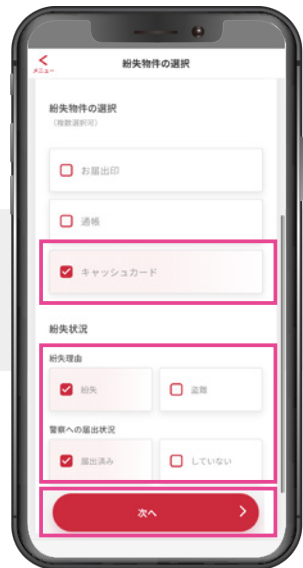 メニュー
紛失物件の選択
紛失物件の選択
（複数選択可）
お届出印
通帳
キャッシュカード
紛失状況
紛失理由
紛失 盗難
警察への届出状況
届出済み していない
次へ